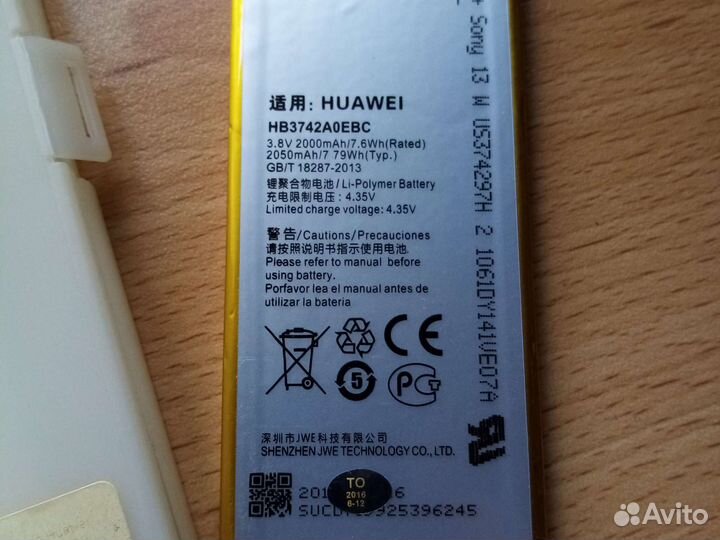 适用: HUAWEI
HB3742A0EBC
3.8V 2000mAh/7.6Wh(Rated)
2050mAh/7 79Wh(Typ.)
GB/T 18287-2013
锂聚合物电池/Li-Polymer Battery
充电限制电压: 4.35V
Limited charge voltage: 4.35V
警告/Cautions/Precauciones
请按照说明书指示使用电池.
Please refer to manual before
using battery.
Porfavor lea el manual antes de
utilizar la bateria
5
CE
PCT
深圳市JWE科技有限公司
SHENZHEN JWE TECHNOLOGY CO., LTD.
TO
2016
6-12
+ Sony 13 W US374297H 2 1061DY141VE07A
Avito